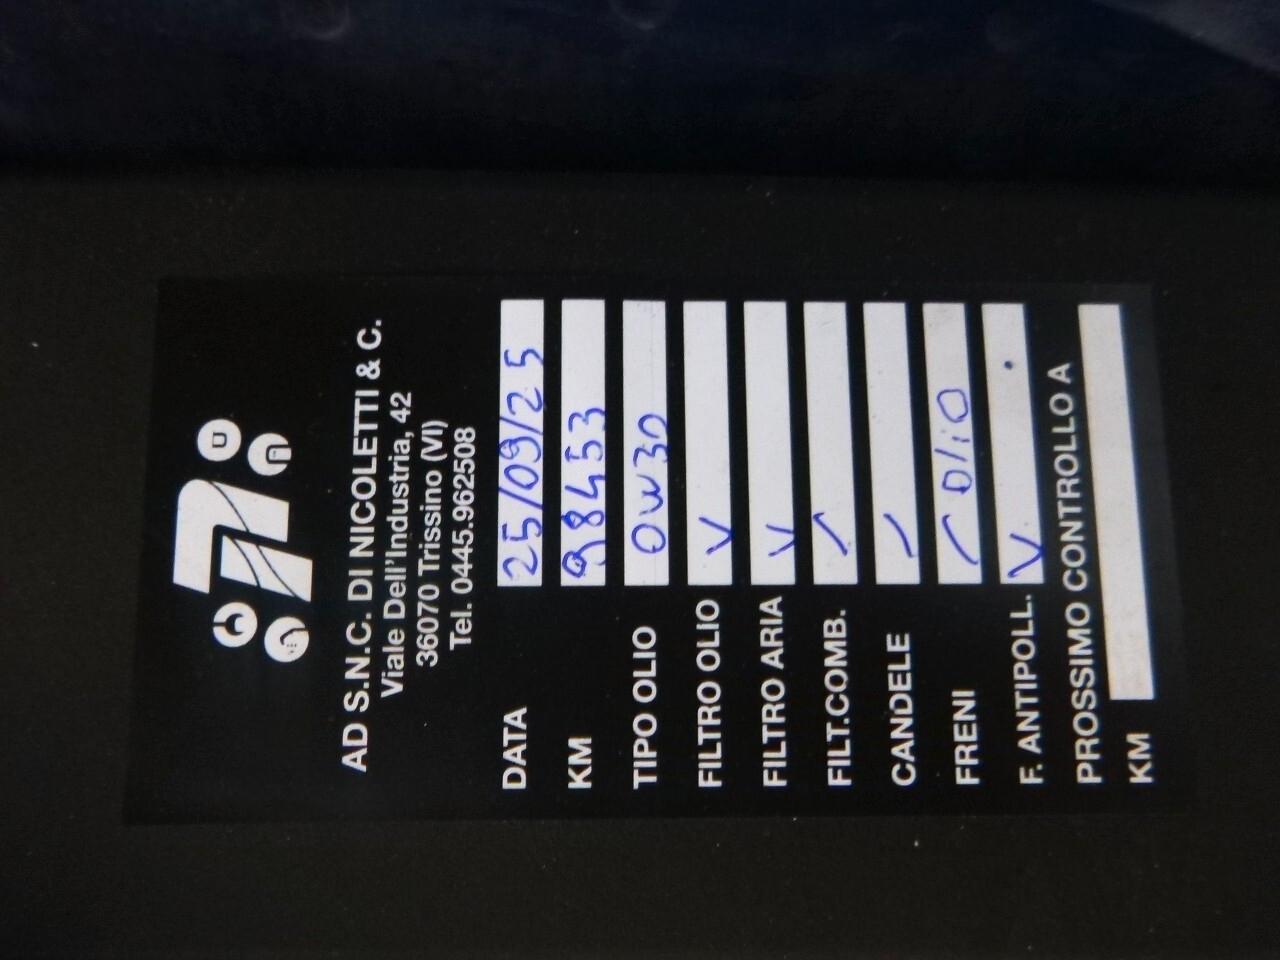 AD S.N.C. DI NICOLETTI & C.
Viale Dell'Industria, 42
36070 Trissino (VI)
Tel. 0445.962508
DATA 25/09/25
KM 98453
TIPO OLIO 0W30
FILTRO OLIO V
FILTRO ARIA V
FILT.COMB. /
CANDELE /
FRENI / OliO
F. ANTIPOLL. V
PROSSIMO CONTROLLO A
KM